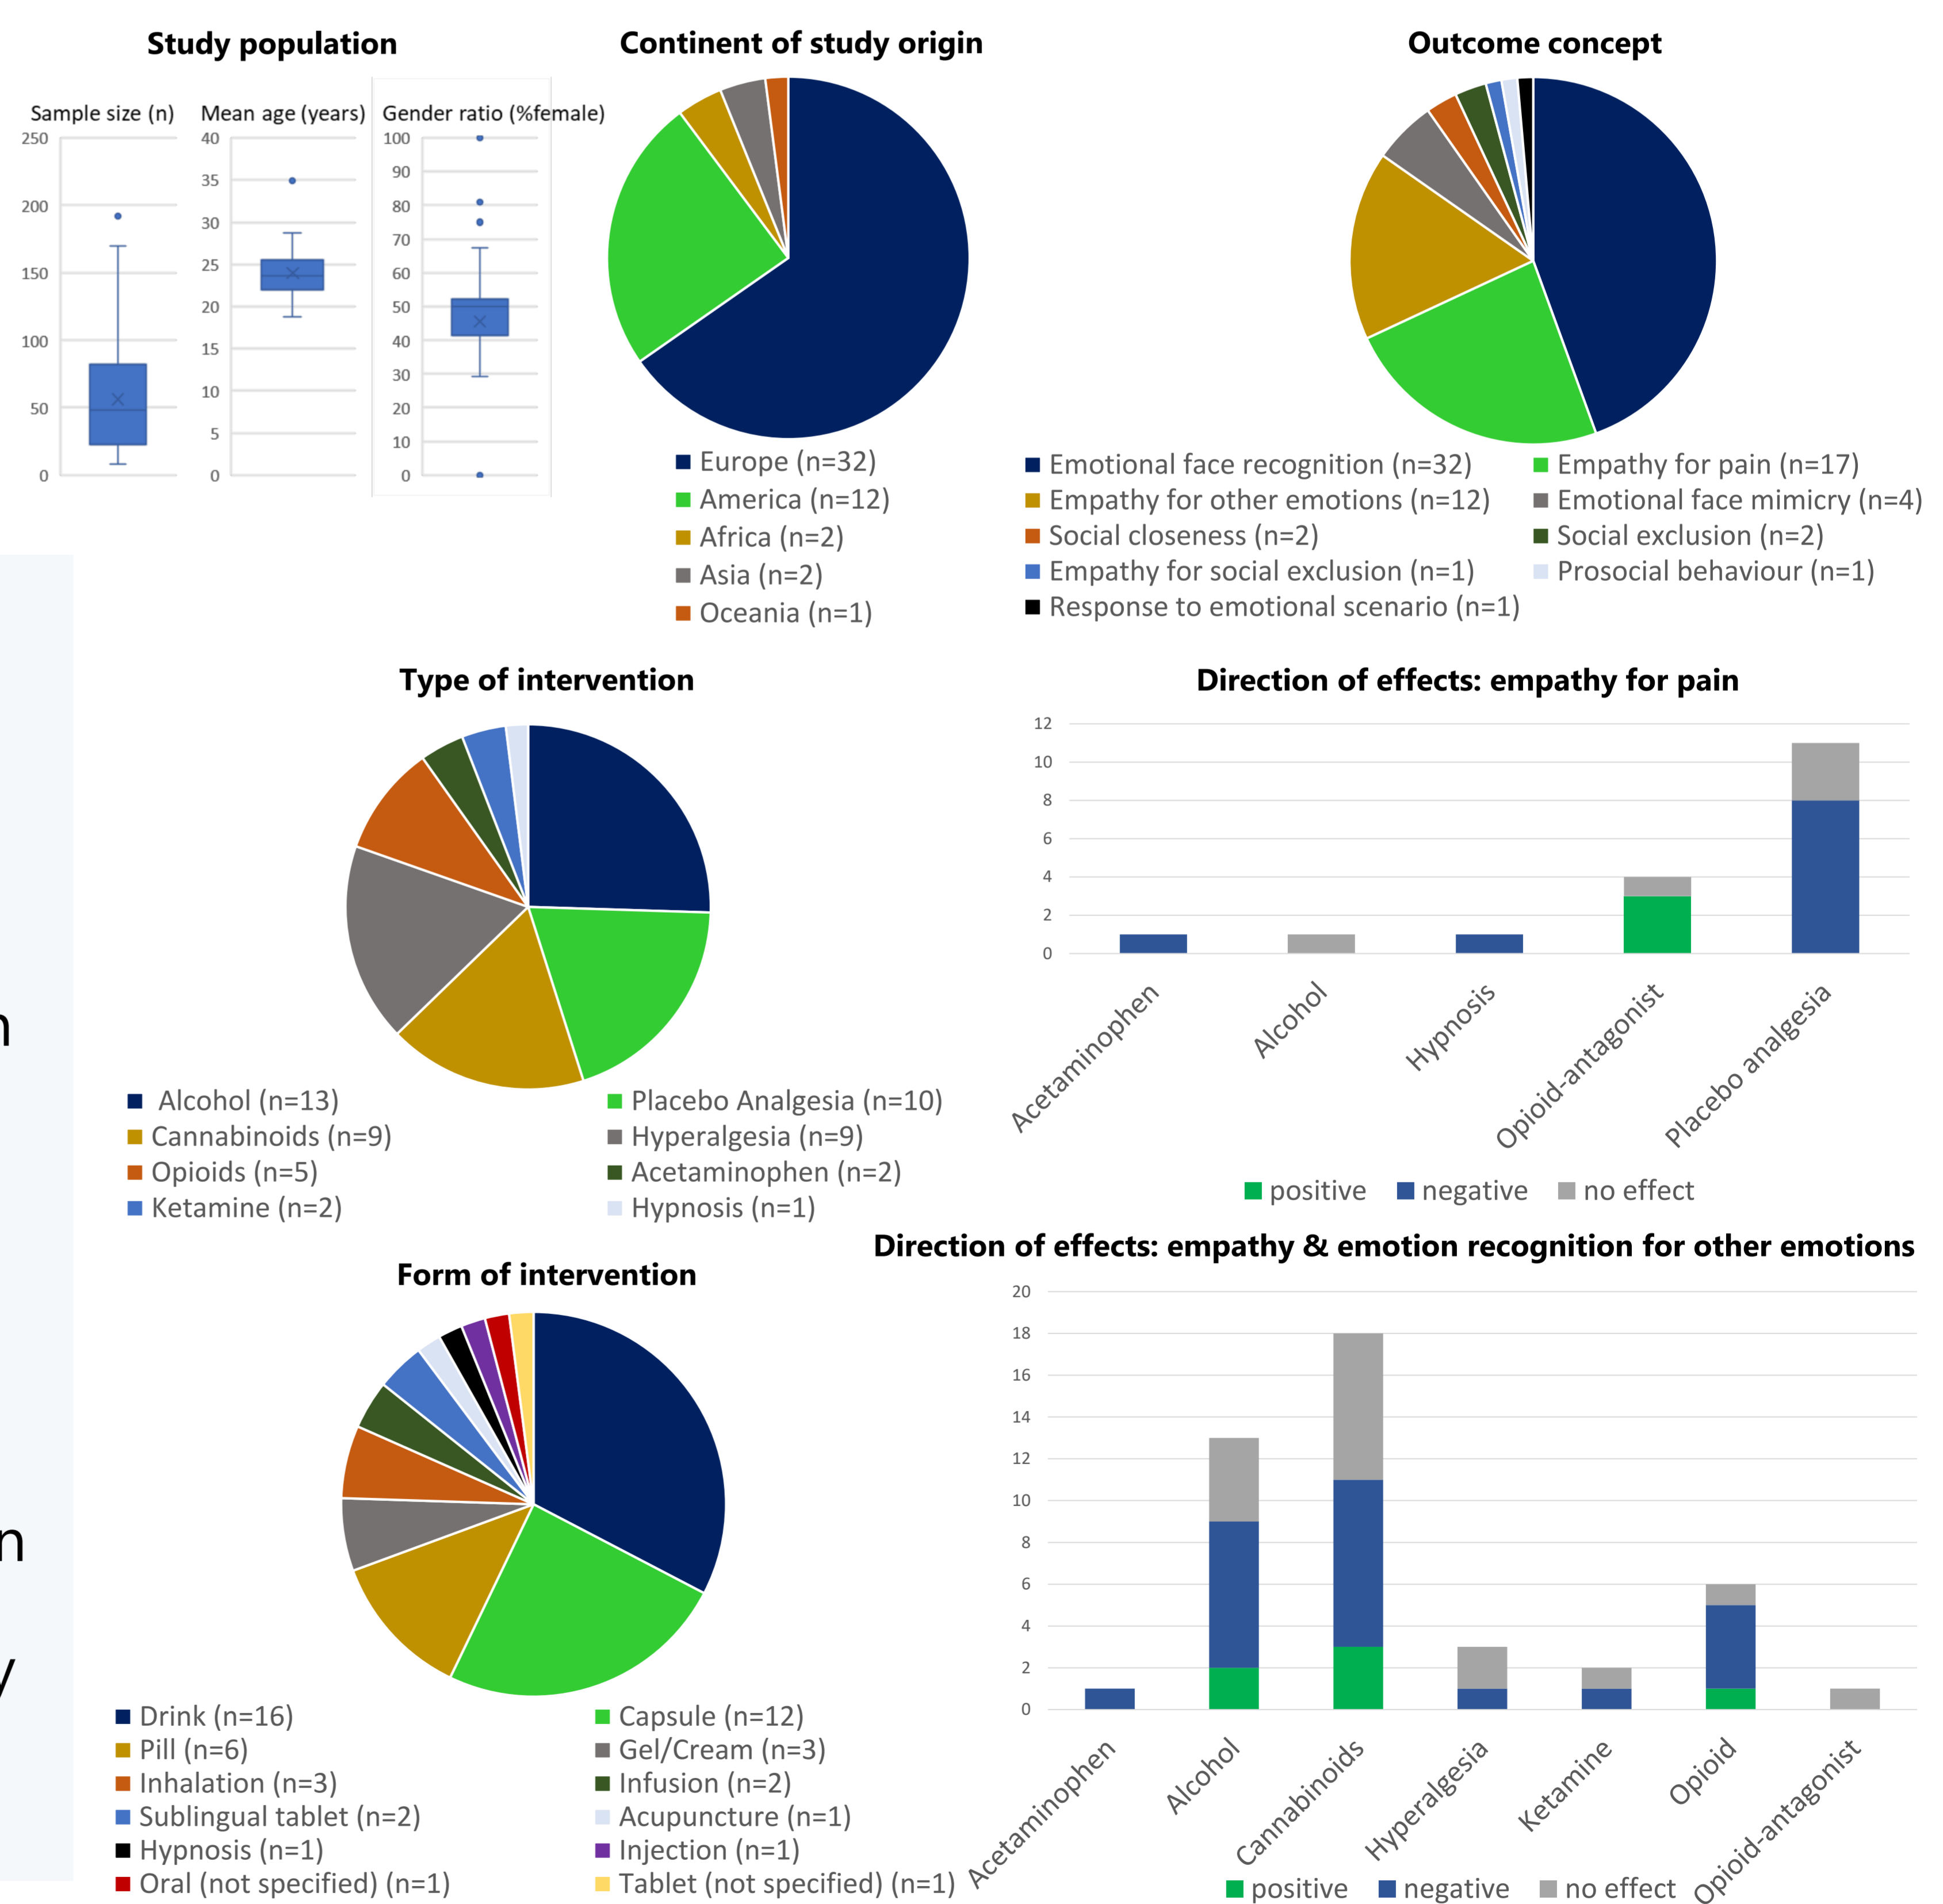 Study population
Sample size (n)
250
200
150
100
50
0
Mean age (years)
40
35
30
25
20
15
10
5
0
Gender ratio (%female)
100
90
80
70
60
50
40
30
20
10
0
Continent of study origin
Europe (n=32)
America (n=12)
Africa (n=2)
Asia (n=2)
Oceania (n=1)
Outcome concept
Emotional face recognition (n=32)
Empathy for pain (n=17)
Empathy for other emotions (n=12)
Emotional face mimicry (n=4)
Social closeness (n=2)
Social exclusion (n=2)
Empathy for social exclusion (n=1)
Prosocial behaviour (n=1)
Response to emotional scenario (n=1)
n
n
y
Type of intervention
Alcohol (n=13)
Placebo Analgesia (n=10)
Cannabinoids (n=9)
Hyperalgesia (n=9)
Opioids (n=5)
Acetaminophen (n=2)
Ketamine (n=2)
Hypnosis (n=1)
Direction of effects: empathy for pain
12
10
8
6
4
2
0
Acetaminophen
Alcohol
Hypnosis
Opioid-antagonist
Placebo analgesia
positive
negative
no effect
Form of intervention
Drink (n=16)
Capsule (n=12)
Pill (n=6)
Gel/Cream (n=3)
Inhalation (n=3)
Infusion (n=2)
Sublingual tablet (n=2)
Acupuncture (n=1)
Hypnosis (n=1)
Injection (n=1)
Oral (not specified) (n=1)
Tablet (not specified) (n=1)
Direction of effects: empathy & emotion recognition for other emotions
20
18
16
14
12
10
8
6
4
2
0
Acetaminophen
Alcohol
Cannabinoids
Hyperalgesia
Ketamine
Opioid
Opioid-antagonist
positive
negative
no effect